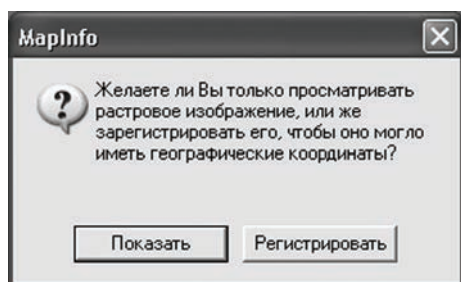 MapInfo
Желаете ли Вы только просматривать
растровое изображение, или же
зарегистрировать его, чтобы оно могло
иметь географические координаты?
Показать Регистрировать